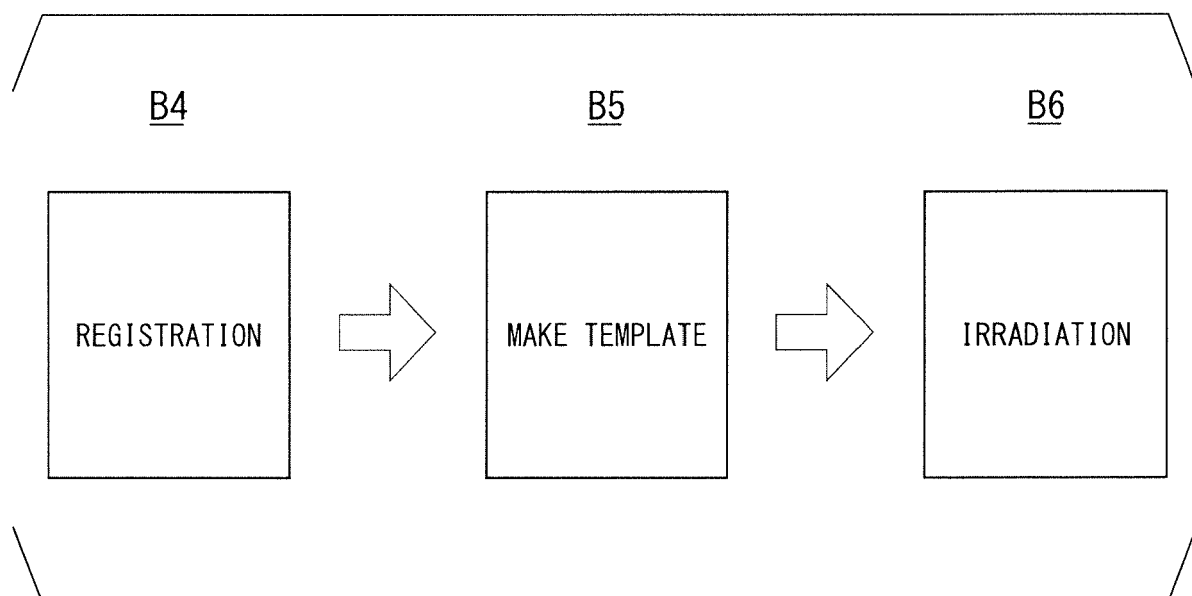 B4
B5
B6
REGISTRATION
MAKE TEMPLATE
IRRADIATION